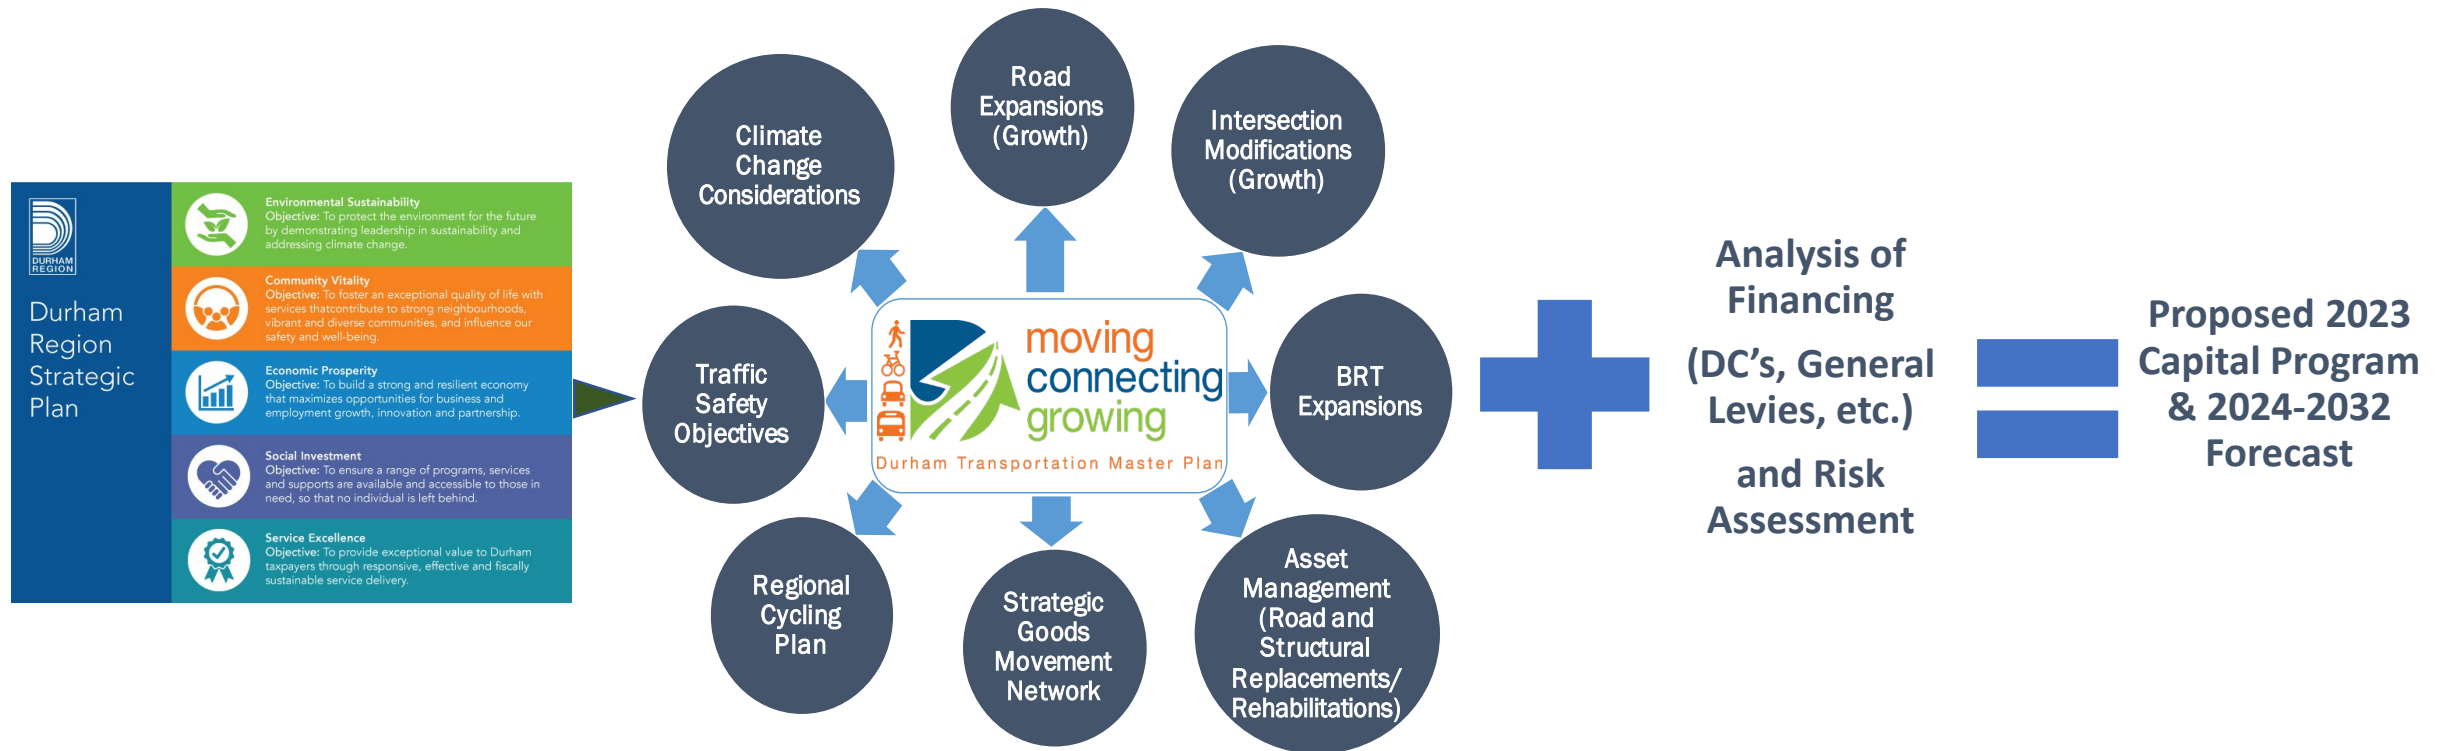 DURHAM
REGION
Durham
Region
Strategic
Plan
Environmental Sustainability
Objective: To protect the environment for the future
by demonstrating leadership in sustainability and
addressing climate change.
Community Vitality
Objective: To foster an exceptional quality of life with
services thatcontribute to strong neighbourhoods,
vibrant and diverse communities, and influence our
safety and well-being.
Economic Prosperity
Objective: To build a strong and resilient economy
that maximizes opportunities for business and
employment growth, innovation and partnership.
Social Investment
Objective: To ensure a range of programs, services
and supports are available and accessible to those in
need, so that no individual is left behind.
Service Excellence
Objective: To provide exceptional value to Durham
taxpayers through responsive, effective and fiscally
sustainable service delivery.
Climate
Change
Considerations
Road
Expansions
(Growth)
Intersection
Modifications
(Growth)
Traffic
Safety
Objectives
moving
connecting
growing
Durham Transportation Master Plan
BRT
Expansions
Regional
Cycling
Plan
Strategic
Goods
Movement
Network
Asset
Management
(Road and
Structural
Replacements/
Rehabilitations)
Analysis of
Financing
(DC's, General
Levies, etc.)
and Risk
Assessment
Proposed 2023
Capital Program
& 2024-2032
Forecast